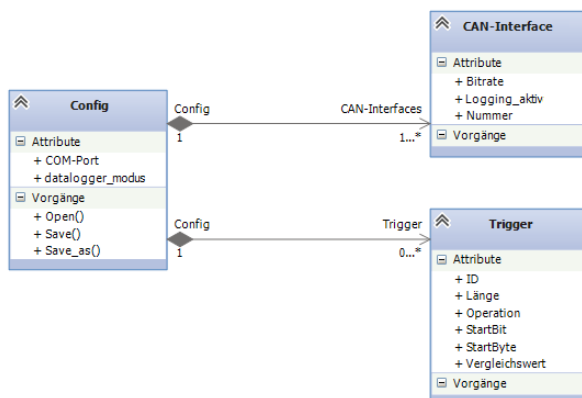 Config
Attribute
+ COM-Port
+ datalogger_modus
Vorgänge
+ Open()
+ Save()
+ Save_as()
Config
CAN-Interfaces
1
1...*
Config
Trigger
1
0...*
CAN-Interface
Attribute
+ Bitrate
+ Logging_aktiv
+ Nummer
Vorgänge
Trigger
Attribute
+ ID
+ Länge
+ Operation
+ StartBit
+ StartByte
+ Vergleichswert
Vorgänge